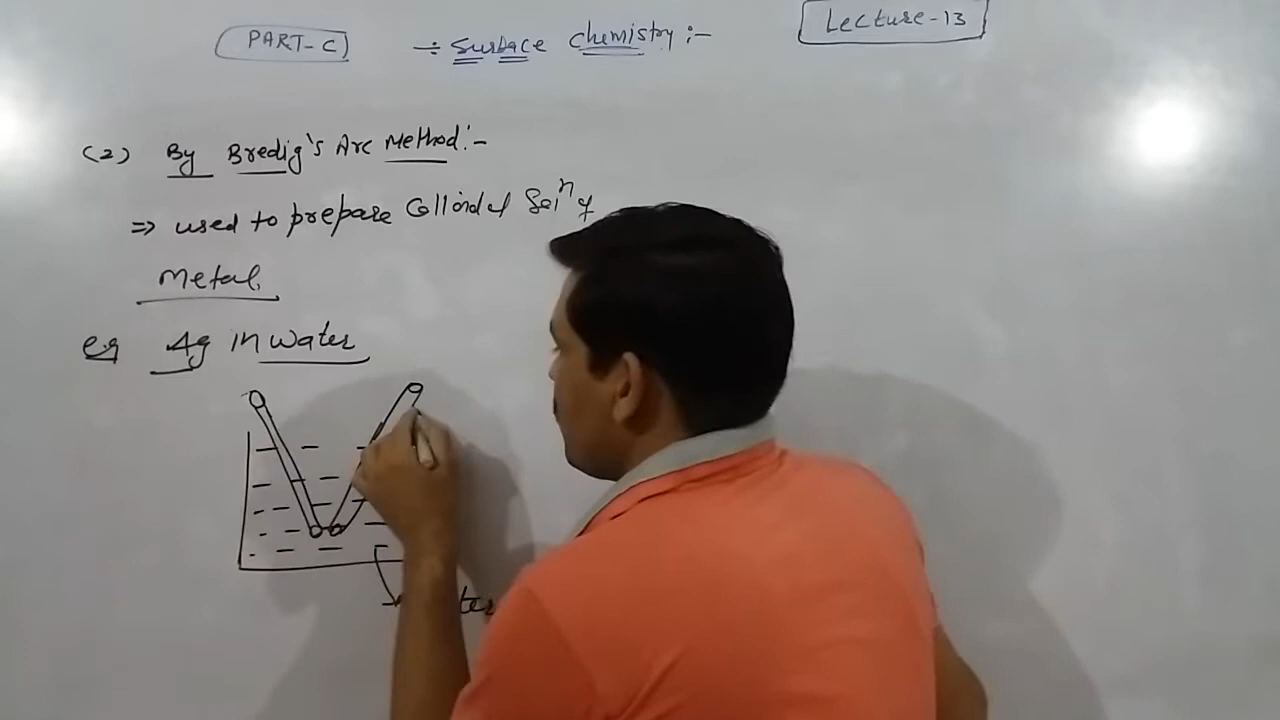 PART-C
÷ Surface Chemistry :-
Lecture-13
(2) By Bredig's Arc Method:-
⇒ used to prepare Colloidal Solⁿ of
Metal.
eg Ag in water